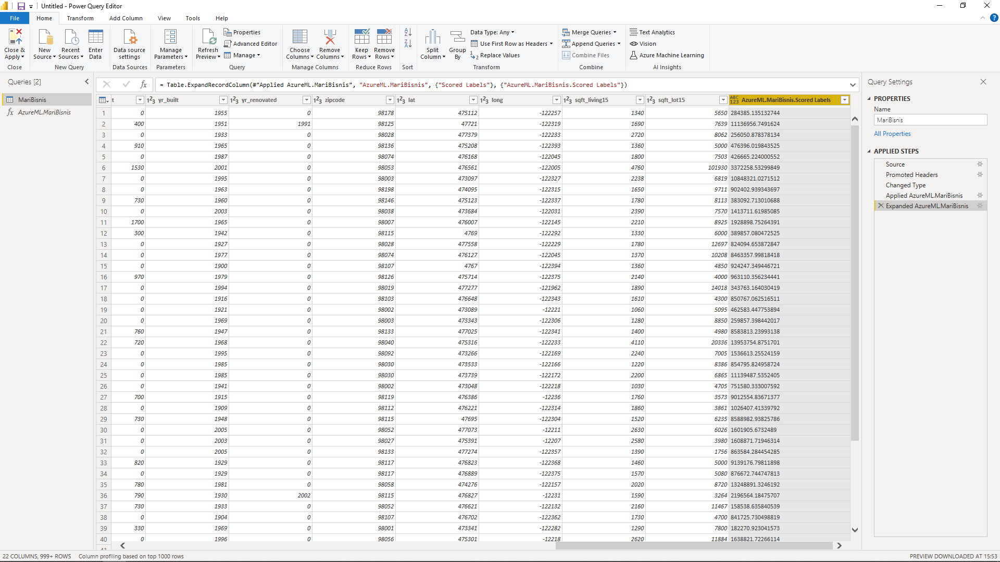 Untitled - Power Query Editor
File Home Transform Add Column View Tools Help
Close & Apply
New Source
Recent Sources
Enter Data
Data source settings
Manage Parameters
Refresh Preview
Properties
Advanced Editor
Manage
Choose Columns
Remove Columns
Keep Rows
Remove Rows
Split Column
Group By
Data Type: Any
Use First Row as Headers
Replace Values
Merge Queries
Append Queries
Combine Files
Text Analytics
Vision
Azure Machine Learning
Close New Query Data Sources Parameters Query Manage Columns Reduce Rows Sort Transform Combine AI Insights
Queries [2]
MariBisnis
AzureML.MariBisnis
= Table.ExpandRecordColumn(#"Applied AzureML.MariBisnis", "AzureML.MariBisnis", {"Scored Labels"}, {"AzureML.MariBisnis.Scored Labels"})
t yr_built yr_renovated zipcode lat long sqft_living15 sqft_lot15 AzureML.MariBisnis.Scored Labels
1 0 1955 0 98178 475112 -122257 1340 5650 284385.135132744
2 400 1951 1991 98125 47721 -122319 1690 7639 11136956.7491624
3 0 1933 0 98028 477379 -122233 2720 8062 256050.878378134
4 910 1965 0 98136 475208 -122393 1360 5000 476396.019843525
5 0 1987 0 98074 476168 -122045 1800 7503 426665.224000552
6 1530 2001 0 98053 476561 -122005 4760 101930 3372258.53299849
7 0 1995 0 98003 473097 -122327 2238 6819 10848321.0271512
8 0 1963 0 98198 474095 -122315 1650 9711 902402.939343697
9 730 1960 0 98146 475123 -122337 1780 8113 383092.713010688
10 0 2003 0 98038 473684 -122031 2390 7570 1413711.61985085
11 1700 1965 0 98007 476007 -122145 2210 8925 1928898.75264391
12 300 1942 0 98115 4769 -122292 1330 6000 389857.080472525
13 0 1927 0 98028 477558 -122229 1780 12697 824094.653872847
14 0 1977 0 98074 476127 -122045 1370 10208 8463357.99818418
15 0 1900 0 98107 4767 -122394 1360 4850 924247.349446721
16 970 1979 0 98126 475714 -122375 2140 4000 963110.356234441
17 0 1994 0 98019 477277 -121962 1890 14018 343763.164030419
18 0 1916 0 98103 476648 -122343 1610 4300 850767.062516511
19 0 1921 0 98002 473089 -12221 1060 5095 462583.447753894
20 0 1969 0 98003 473343 -122306 1280 8850 259857.398442017
21 760 1947 0 98133 477025 -122341 1400 4980 8583813.23993138
22 720 1968 0 98040 475316 -122233 4110 20336 13953754.8751701
23 0 1995 0 98092 473266 -122169 2240 7005 1536613.25524159
24 0 1985 0 98030 473533 -122166 1220 8386 854795.824958724
25 0 1985 0 98030 473739 -122172 2200 6865 11139487.5352405
26 0 1941 0 98002 473048 -122218 1030 4705 751580.333007592
27 700 1915 0 98119 476386 -12236 1760 3573 9012554.83671377
28 0 1909 0 98112 476221 -122314 1860 3861 1026407.41339792
29 730 1948 0 98115 47695 -122304 1520 6235 8588982.93825786
30 0 2005 0 98052 477073 -12211 2630 6026 1601905.6732489
31 0 2003 0 98027 475391 -12207 2580 3980 1608871.71946314
32 0 2005 0 98133 477274 -122357 1390 1756 863584.284454285
33 820 1929 0 98117 476823 -122368 1460 5000 9139176.79811898
34 0 1929 0 98117 476889 -122375 1570 5080 876672.744747813
35 780 1981 0 98058 474276 -122157 2020 8720 13248891.3246192
36 790 1930 2002 98115 476827 -12231 1590 3264 2196564.18475707
37 730 1933 0 98052 476621 -122132 2160 11467 158538.635840539
38 0 1904 0 98107 476702 -122362 1730 4700 841725.730498819
39 330 1969 0 98001 473341 -122282 1290 7800 182270.923041573
40 0 1996 0 98056 475301 -12218 2620 11884 1638821.72266114
41
Query Settings
PROPERTIES
Name
MariBisnis
All Properties
APPLIED STEPS
Source
Promoted Headers
Changed Type
Applied AzureML.MariBisnis
Expanded AzureML.MariBisnis
22 COLUMNS, 999+ ROWS Column profiling based on top 1000 rows
PREVIEW DOWNLOADED AT 15:53